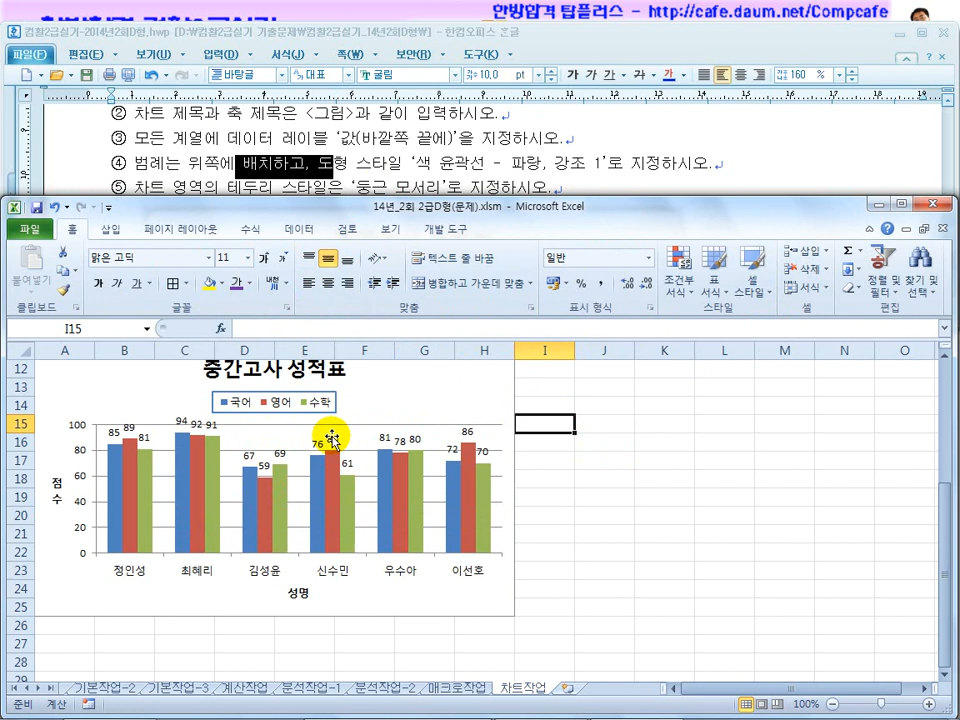 한방합격 탑플러스 - http://cafe.daum.net/Compcafe
컴활2급실기-2014년2회D형.hwp [D:₩컴활2급실기 기출문제₩컴활2급실기_14년2회D형₩] - 한컴오피스 한글
파일(F) 편집(E) 보기(U) 입력(D) 서식(J) 쪽(W) 보안(R) 도구(K)
바탕글 대표 굴림 10,0 pt 가 가 가 가 가 160 %
② 차트 제목과 축 제목은 <그림>과 같이 입력하시오.
③ 모든 계열에 데이터 레이블 ‘값(바깥쪽 끝에)’을 지정하시오.
④ 범례는 위쪽에 배치하고, 도형 스타일 ‘색 윤곽선 - 파랑, 강조 1’로 지정하시오.
⑤ 차트 영역의 테두리 스타일은 ‘둥근 모서리’로 지정하시오.
14년_2회 2급D형(문제).xlsm - Microsoft Excel
파일 홈 삽입 페이지 레이아웃 수식 데이터 검토 보기 개발 도구
붙여넣기 맑은 고딕 11 텍스트 줄 바꿈 일반 조건부 서식 표 서식 셀 스타일 삽입 삭제 서식 정렬 및 필터 찾기 및 선택
가 가 가 병합하고 가운데 맞춤
클립보드 글꼴 맞춤 표시 형식 스타일 셀 편집
I15 fx
A B C D E F G H I J K L M N O
12 13 14 15 16 17 18 19 20 21 22 23 24 25 26 27 28 29
중간고사 성적표
국어 영어 수학
100 80 60 40 20 0
점수
85 89 81 94 92 91 67 59 69 76 61 81 78 80 72 86 70
정인성 최혜리 김성윤 신수민 우수아 이선호
성명
기본작업-2 기본작업-3 계산작업 분석작업-1 분석작업-2 매크로작업 차트작업
준비 계산 100%